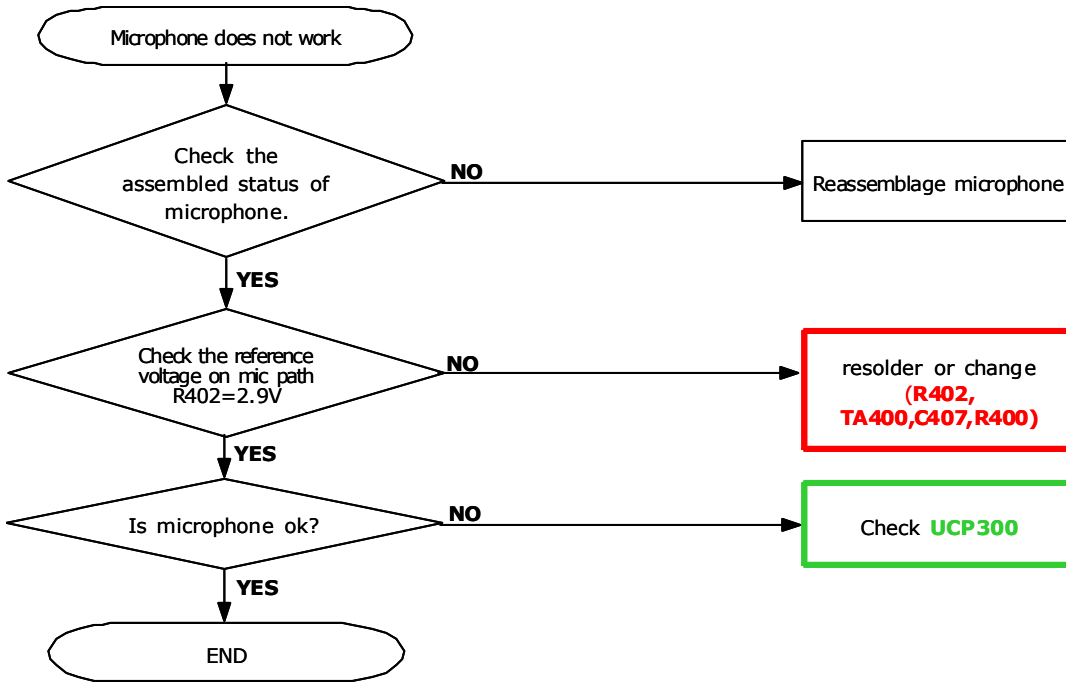 Microphone does not work
Check the
assembled status of
microphone.
NO
Reassemblage microphone
YES
Check the reference
voltage on mic path
R402=2.9V
NO
resolder or change
(R402,
TA400,C407,R400)
YES
Is microphone ok?
NO
Check UCP300
YES
END